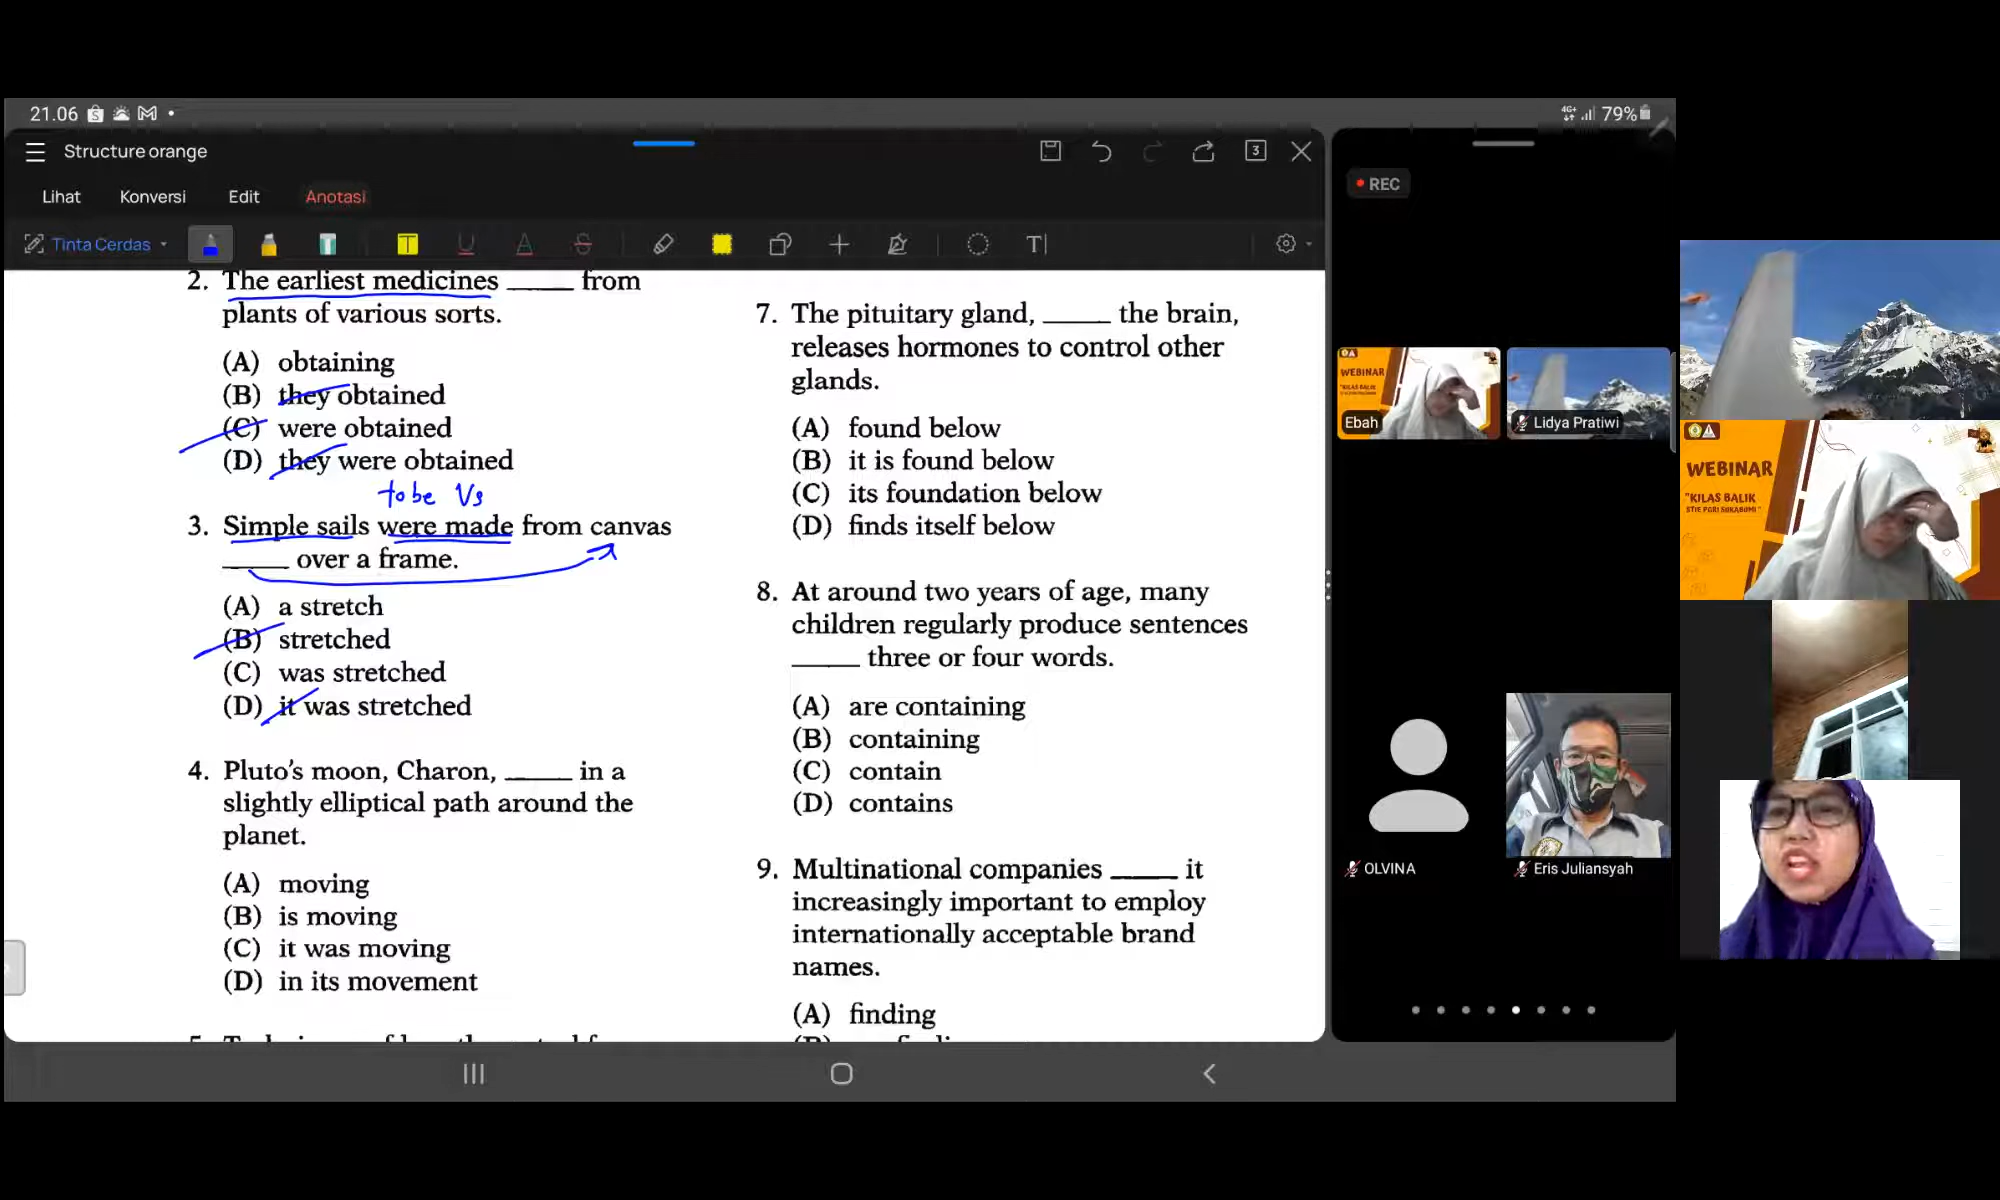 21.06
4G+
79%
Structure orange
3
Lihat Konversi Edit Anotasi
Tinta Cerdas
2. The earliest medicines _____ from
plants of various sorts.
(A) obtaining
(B) they obtained
(C) were obtained
(D) they were obtained
to be V3
3. Simple sails were made from canvas
_____ over a frame.
(A) a stretch
(B) stretched
(C) was stretched
(D) it was stretched
4. Pluto's moon, Charon, _____ in a
slightly elliptical path around the
planet.
(A) moving
(B) is moving
(C) it was moving
(D) in its movement
7. The pituitary gland, _____ the brain,
releases hormones to control other
glands.
(A) found below
(B) it is found below
(C) its foundation below
(D) finds itself below
8. At around two years of age, many
children regularly produce sentences
_____ three or four words.
(A) are containing
(B) containing
(C) contain
(D) contains
9. Multinational companies _____ it
increasingly important to employ
internationally acceptable brand
names.
(A) finding
REC
WEBINAR
Ebah
Lidya Pratiwi
OLVINA
Eris Juliansyah
WEBINAR
"KILAS BALIK
STIE PGRI SUKABUMI"